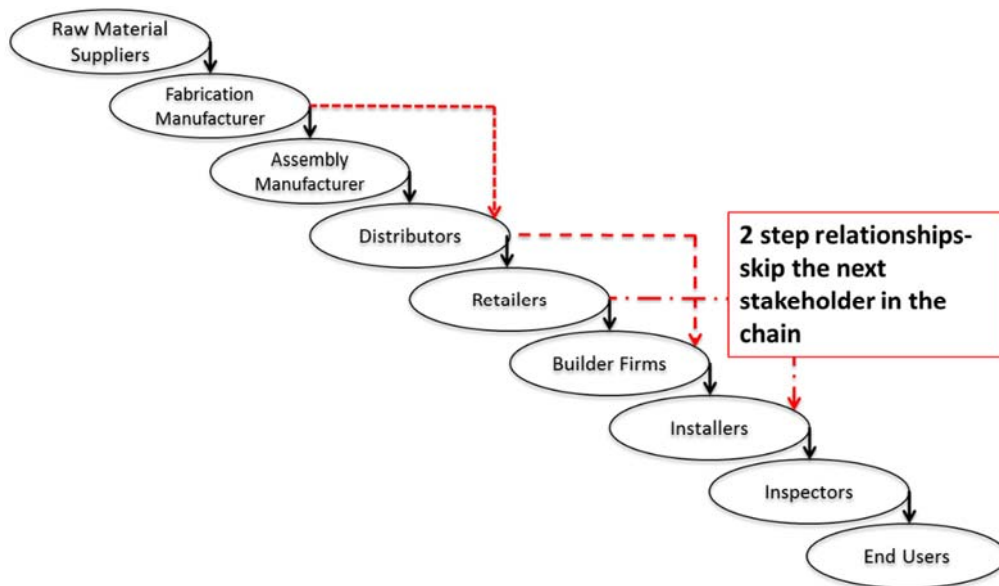 Raw Material
Suppliers
Fabrication
Manufacturer
Assembly
Manufacturer
Distributors
2 step relationships-
skip the next
stakeholder in the
chain
Retailers
Builder Firms
Installers
Inspectors
End Users